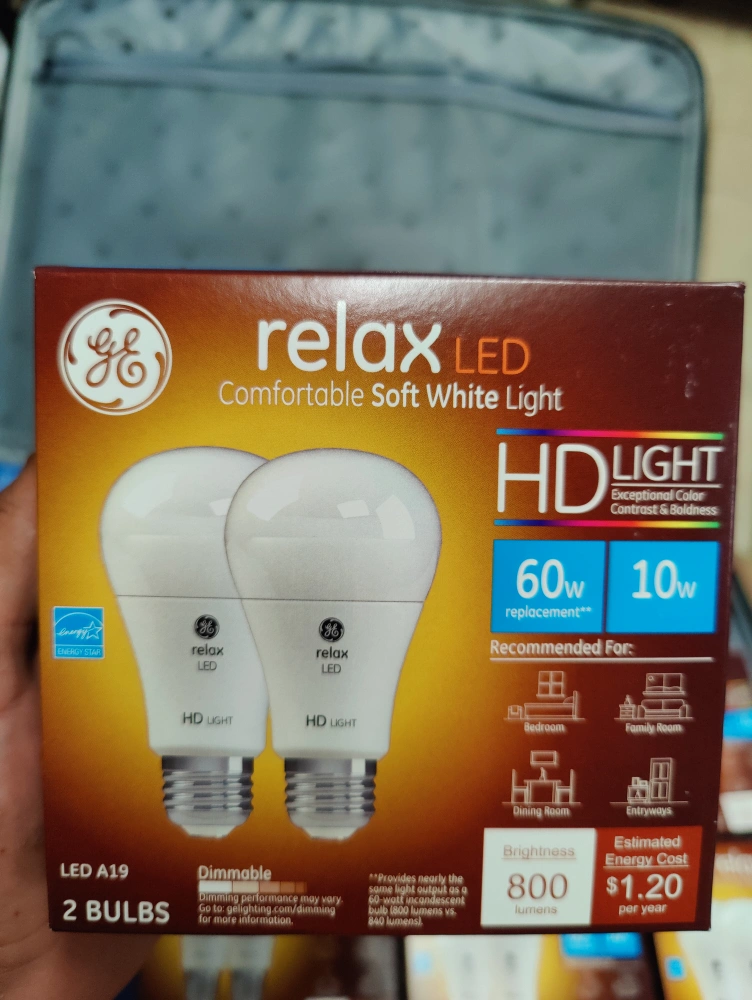 GE
relax LED
Comfortable Soft White Light
HD LIGHT
Exceptional Color
Contrast & Boldness
60w
replacement**
10w
Recommended For:
Bedroom
Family Room
Dining Room
Entryways
energy
ENERGY STAR
GE
relax
LED
HD LIGHT
GE
relax
LED
HD LIGHT
LED A19
2 BULBS
Dimmable
Dimming performance may vary.
Go to: gelighting.com/dimming
for more information.
**Provides nearly the
same light output as a
60-watt incandescent
bulb (800 lumens vs.
840 lumens).
Brightness
800
lumens
Estimated
Energy Cost
$1.20
per year